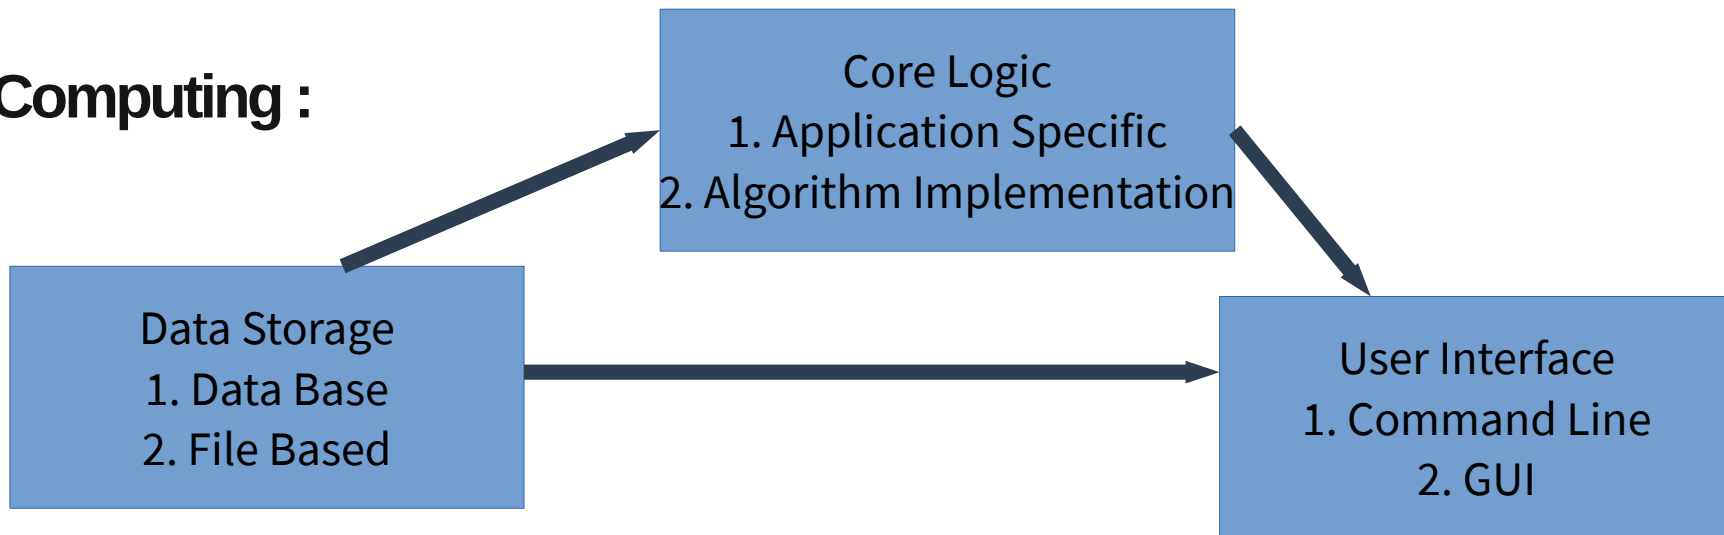 Computing :
Core Logic
1. Application Specific
2. Algorithm Implementation
Data Storage
1. Data Base
2. File Based
User Interface
1. Command Line
2. GUI